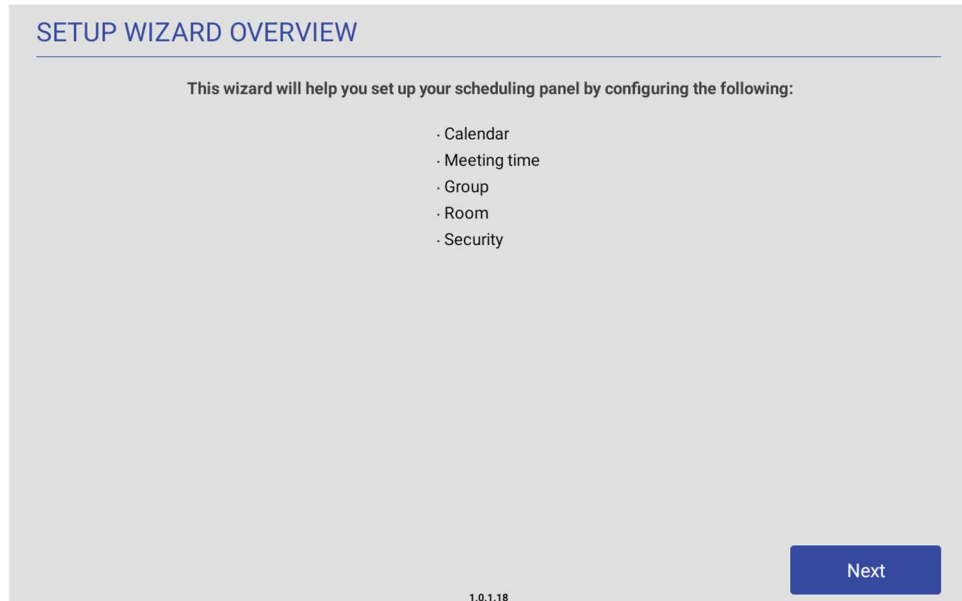 SETUP WIZARD OVERVIEW
This wizard will help you set up your scheduling panel by configuring the following:
· Calendar
· Meeting time
· Group
· Room
· Security
Next
1.0.1.18